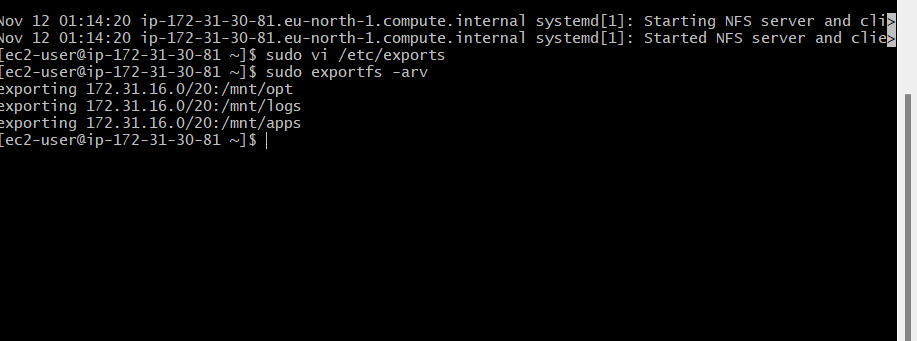 Nov 12 01:14:20 ip-172-31-30-81.eu-north-1.compute.internal systemd[1]: Starting NFS server and cli>
Nov 12 01:14:20 ip-172-31-30-81.eu-north-1.compute.internal systemd[1]: Started NFS server and clie>
[ec2-user@ip-172-31-30-81 ~]$ sudo vi /etc/exports
[ec2-user@ip-172-31-30-81 ~]$ sudo exportfs -arv
exporting 172.31.16.0/20:/mnt/opt
exporting 172.31.16.0/20:/mnt/logs
exporting 172.31.16.0/20:/mnt/apps
[ec2-user@ip-172-31-30-81 ~]$